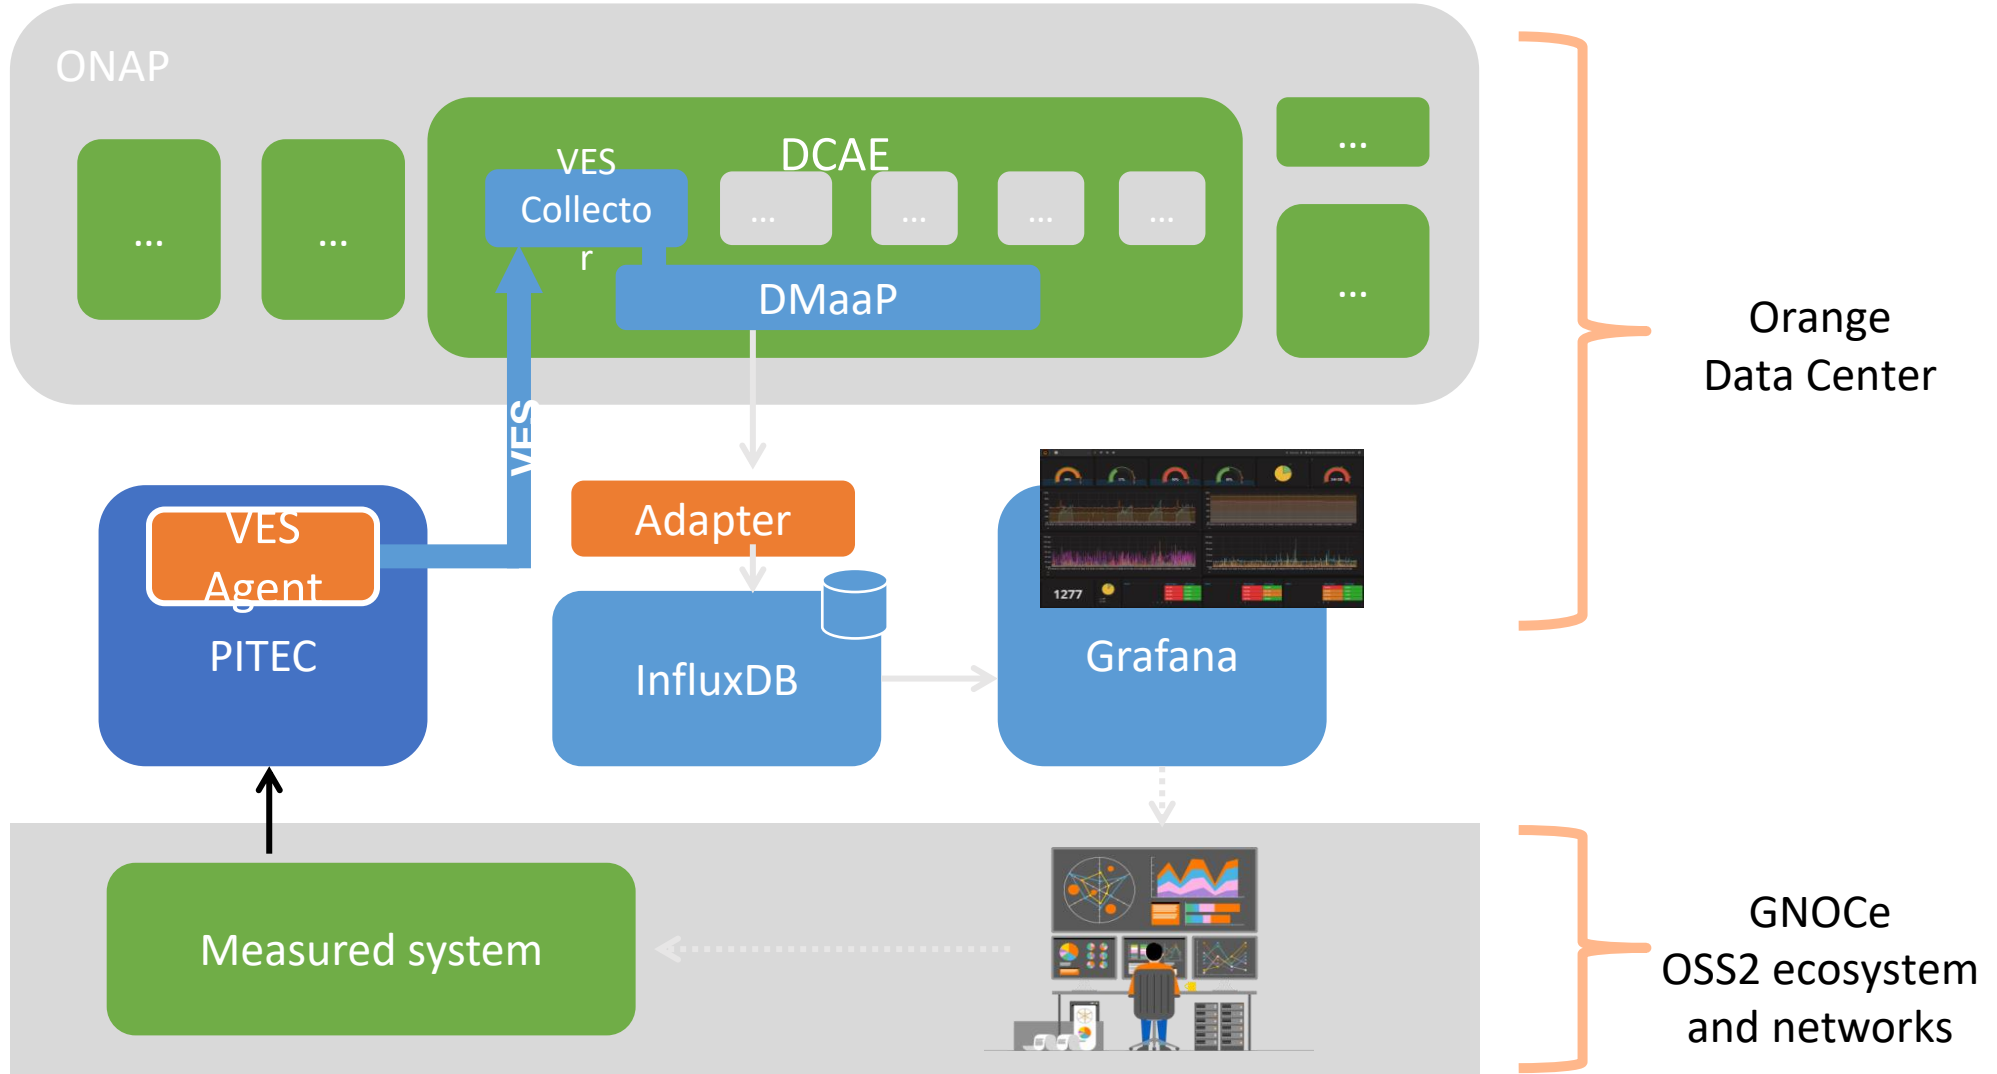 ONAP
...
...
DCAE
VES
Collecto
r
...
...
...
...
DMaaP
...
...
Orange
Data Center
VES
VES
Agent
PITEC
Adapter
InfluxDB
1277
Grafana
Measured system
GNOCe
OSS2 ecosystem
and networks